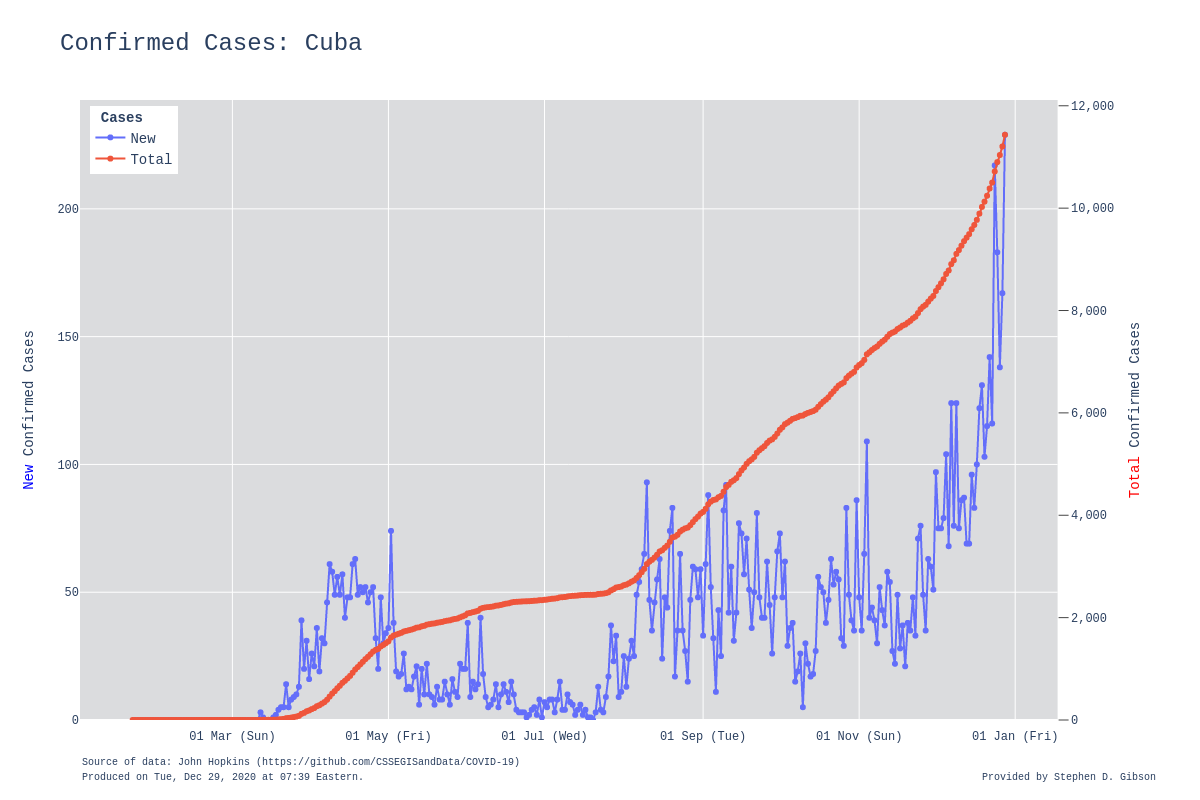 Confirmed Cases: Cuba
Cases
New
Total
200
150
100
50
0
12,000
10,000
8,000
6,000
4,000
2,000
0
New Confirmed Cases
Total Confirmed Cases
01 Mar (Sun)
01 May (Fri)
01 Jul (Wed)
01 Sep (Tue)
01 Nov (Sun)
01 Jan (Fri)
Source of data: John Hopkins (https://github.com/CSSEGISandData/COVID-19)
Produced on Tue, Dec 29, 2020 at 07:39 Eastern.
Provided by Stephen D. Gibson